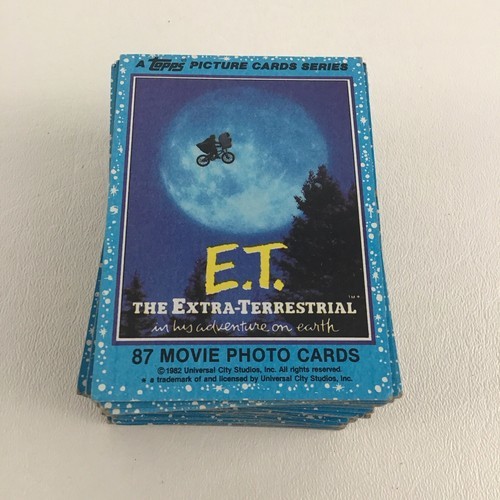 A Topps PICTURE CARDS SERIES
E.T.
THE EXTRA-TERRESTRIAL TM*
in his adventure on earth
87 MOVIE PHOTO CARDS
©1982 Universal City Studios, Inc. All rights reserved.
* a trademark of and licensed by Universal City Studios, Inc.